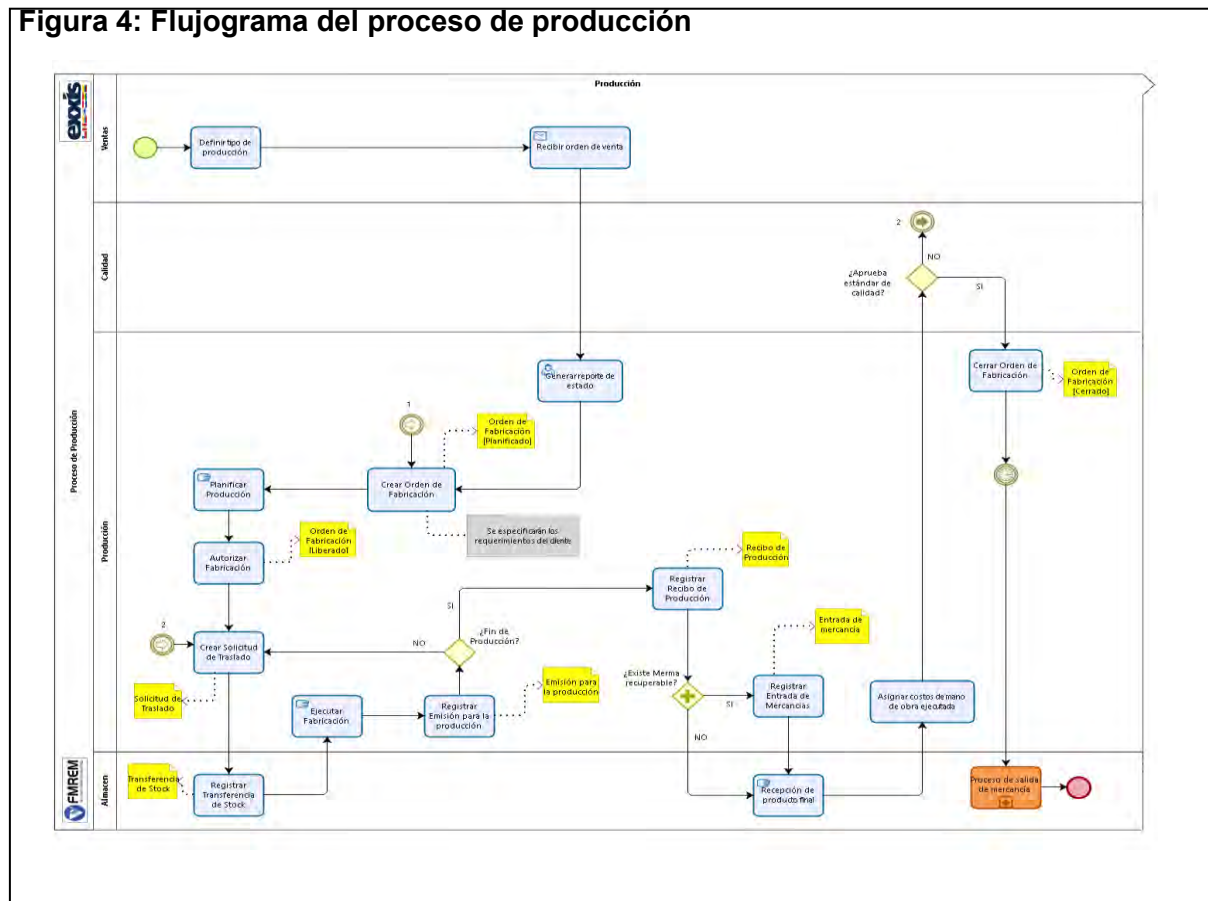 Figura 4: Flujograma del proceso de producción
exxis
Producción
Proceso de Producción
Ventas
Definir tipo de
producción
Recibir orden de venta
Calidad
2
NO
¿Aprueba
estándar de
calidad?
SI
Producción
Generar reporte de
estado
Cerrar Orden de
Fabricación
Orden de
Fabricación
[Cerrado]
1
Orden de
Fabricación
[Planificado]
Planificar
Producción
Crear Orden de
Fabricación
Se especificarán los
requerimientos del cliente
Orden de
Fabricación
[Liberado]
Autorizar
Fabricación
Recibo de
Producción
Registrar
Recibo de
Producción
SI
Entrada de
mercancía
2
Crear Solicitud
de Traslado
NO
¿Fin de
Producción?
¿Existe Merma
recuperable?
SI
Registrar
Entrada de
Mercancias
Emisión para
la producción
Solicitud de
Traslado
Ejecutar
Fabricación
Registrar
Emisión para la
producción
Asignar costos de mano
de obra ejecutada
NO
FMREM
Almacen
Transferencia
de Stock
Registrar
Transferencia
de Stock
Recepción de
producto final
Proceso de salida
de mercancía